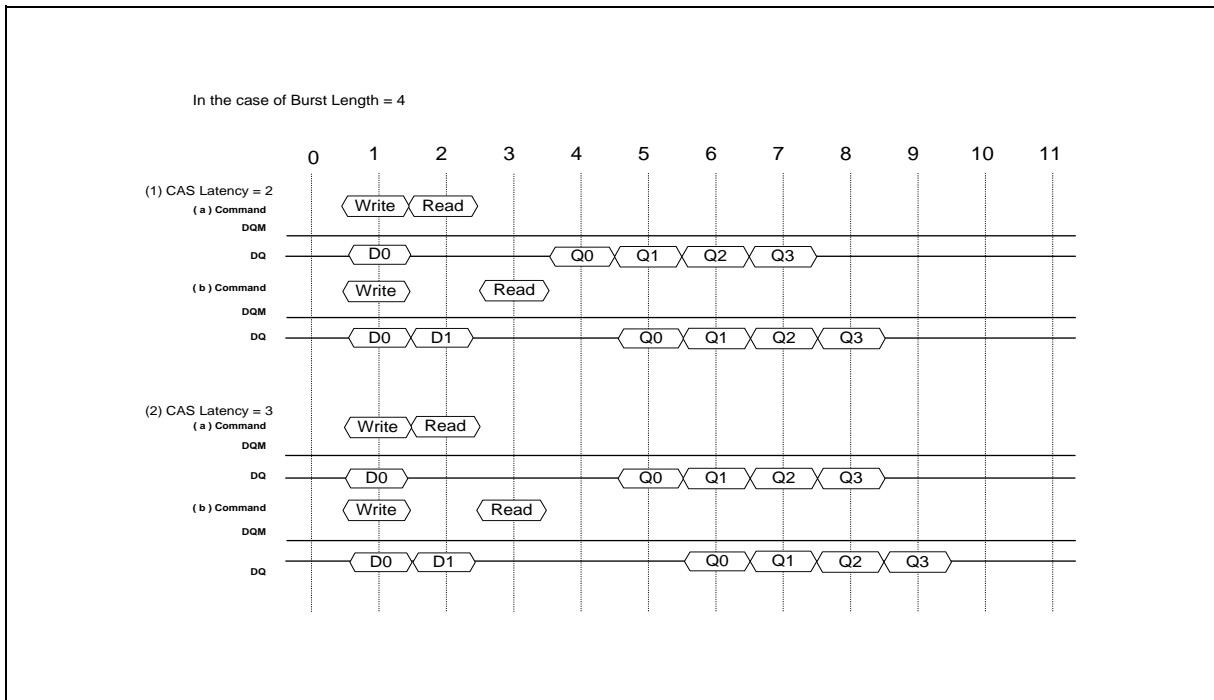 In the case of Burst Length = 4
0 1 2 3 4 5 6 7 8 9 10 11
(1) CAS Latency = 2
( a ) Command Write Read
DQM
DQ D0 Q0 Q1 Q2 Q3
( b ) Command Write Read
DQM
DQ D0 D1 Q0 Q1 Q2 Q3
(2) CAS Latency = 3
( a ) Command Write Read
DQM
DQ D0 Q0 Q1 Q2 Q3
( b ) Command Write Read
DQM
DQ D0 D1 Q0 Q1 Q2 Q3